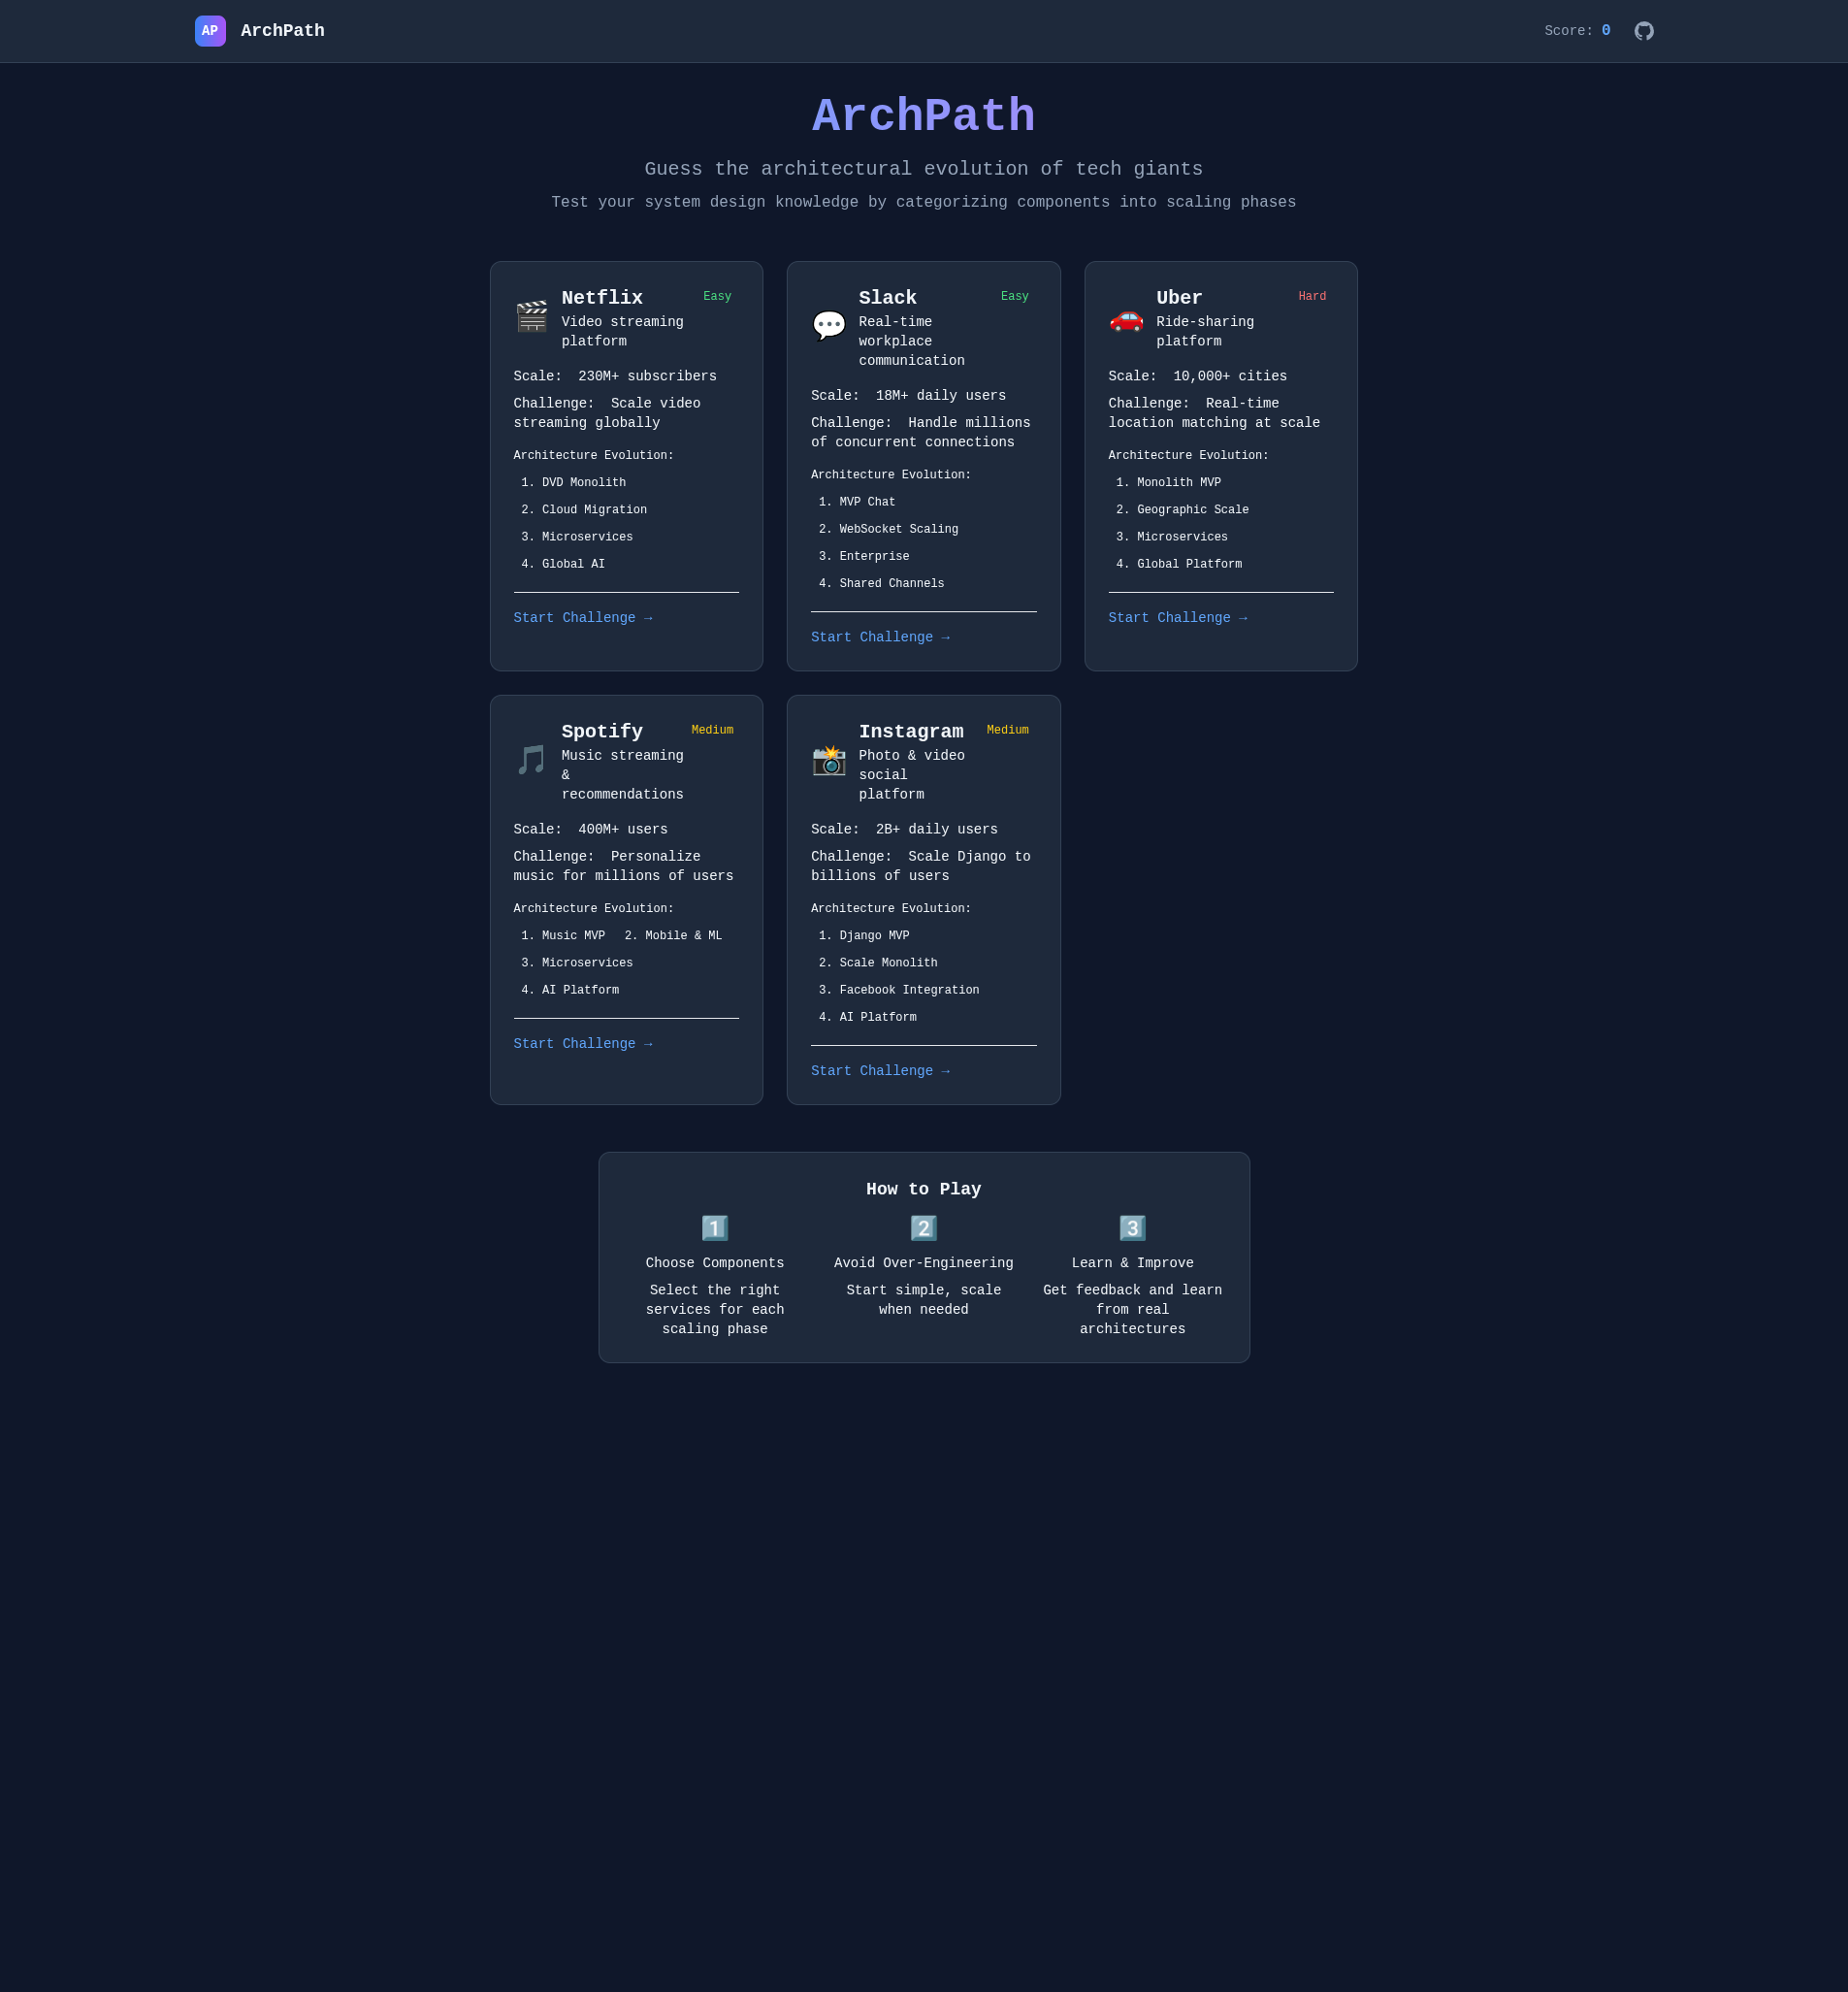 AP ArchPath
Score: 0
ArchPath
Guess the architectural evolution of tech giants
Test your system design knowledge by categorizing components into scaling phases
Netflix
Easy
Video streaming
platform
Scale: 230M+ subscribers
Challenge: Scale video
streaming globally
Architecture Evolution:
1. DVD Monolith
2. Cloud Migration
3. Microservices
4. Global AI
Start Challenge →
Slack
Easy
Real-time
workplace
communication
Scale: 18M+ daily users
Challenge: Handle millions
of concurrent connections
Architecture Evolution:
1. MVP Chat
2. WebSocket Scaling
3. Enterprise
4. Shared Channels
Start Challenge →
Uber
Hard
Ride-sharing
platform
Scale: 10,000+ cities
Challenge: Real-time
location matching at scale
Architecture Evolution:
1. Monolith MVP
2. Geographic Scale
3. Microservices
4. Global Platform
Start Challenge →
Spotify
Medium
Music streaming
&
recommendations
Scale: 400M+ users
Challenge: Personalize
music for millions of users
Architecture Evolution:
1. Music MVP 2. Mobile & ML
3. Microservices
4. AI Platform
Start Challenge →
Instagram
Medium
Photo & video
social
platform
Scale: 2B+ daily users
Challenge: Scale Django to
billions of users
Architecture Evolution:
1. Django MVP
2. Scale Monolith
3. Facebook Integration
4. AI Platform
Start Challenge →
How to Play
1
Choose Components
Select the right
services for each
scaling phase
2
Avoid Over-Engineering
Start simple, scale
when needed
3
Learn & Improve
Get feedback and learn
from real
architectures